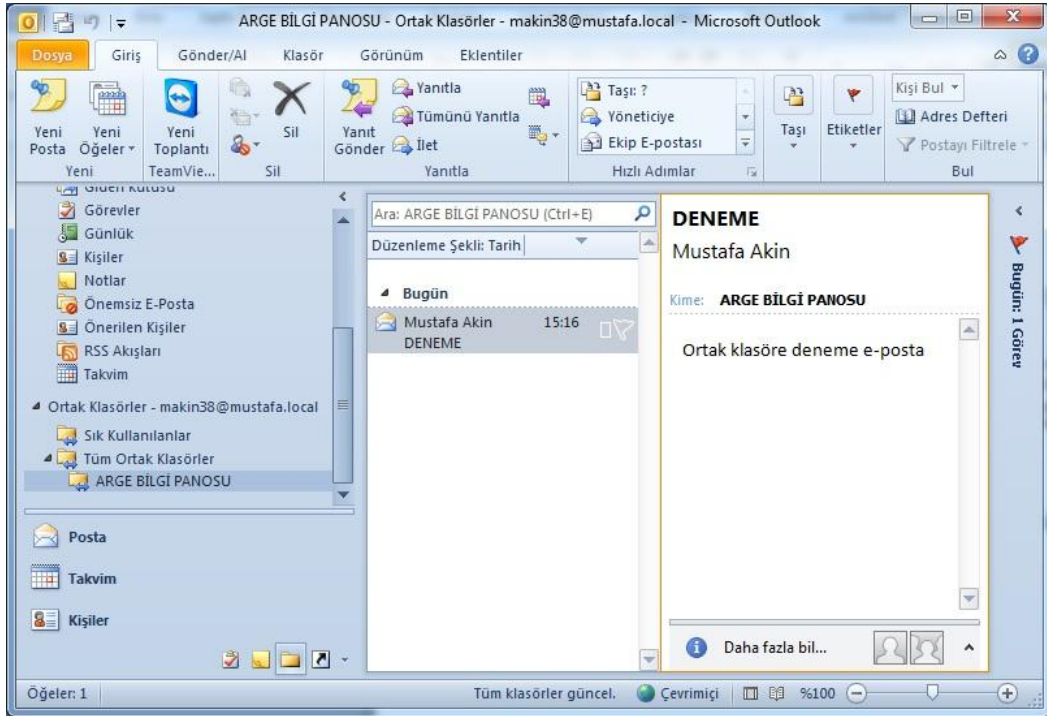 ARGE BİLGİ PANOSU - Ortak Klasörler - makin38@mustafa.local - Microsoft Outlook
Dosya Giriş Gönder/Al Klasör Görünüm Eklentiler
Yeni Posta
Yeni Öğeler
Yeni
Yeni Toplantı
TeamVie...
Sil
Sil
Yanıt Gönder
Yanıtla
Tümünü Yanıtla
İlet
Yanıtla
Taşı: ?
Yöneticiye
Ekip E-postası
Hızlı Adımlar
Taşı
Etiketler
Kişi Bul
Adres Defteri
Postayı Filtrele
Bul
Giden Kutusu
Görevler
Günlük
Kişiler
Notlar
Önemsiz E-Posta
Önerilen Kişiler
RSS Akışları
Takvim
Ortak Klasörler - makin38@mustafa.local
Sık Kullanılanlar
Tüm Ortak Klasörler
ARGE BİLGİ PANOSU
Posta
Takvim
Kişiler
Ara: ARGE BİLGİ PANOSU (Ctrl+E)
Düzenleme Şekli: Tarih
Bugün
Mustafa Akin 15:16
DENEME
DENEME
Mustafa Akin
Kime: ARGE BİLGİ PANOSU
Ortak klasöre deneme e-posta
Daha fazla bil...
Bugün: 1 Görev
Öğeler: 1 Tüm klasörler güncel. Çevrimiçi %100